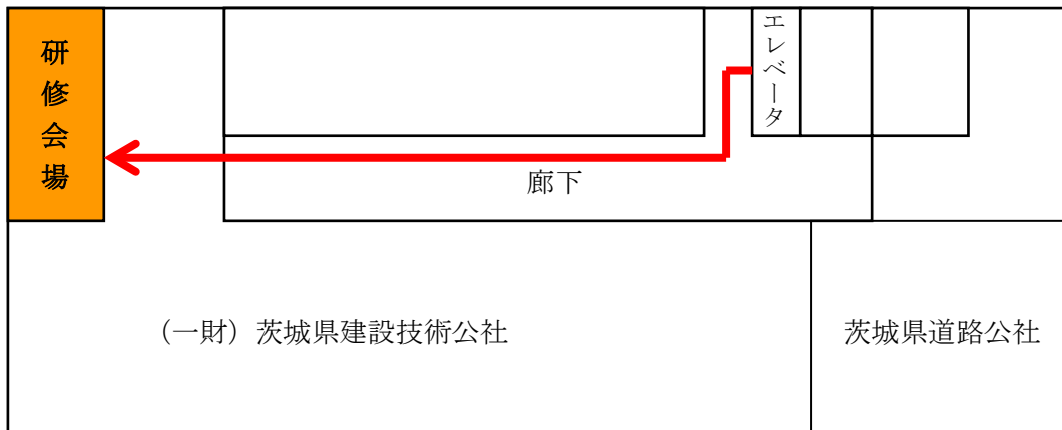 研修会場
エレベータ
廊下
（一財）茨城県建設技術公社
茨城県道路公社